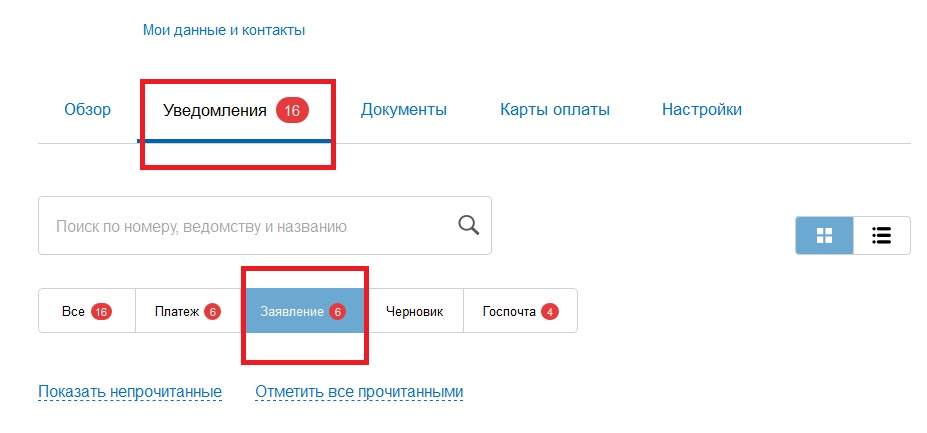 Мои данные и контакты
Обзор Уведомления 16 Документы Карты оплаты Настройки
Поиск по номеру, ведомству и названию
Все 16 Платеж 6 Заявление 6 Черновик Госпочта 4
Показать непрочитанные Отметить все прочитанными